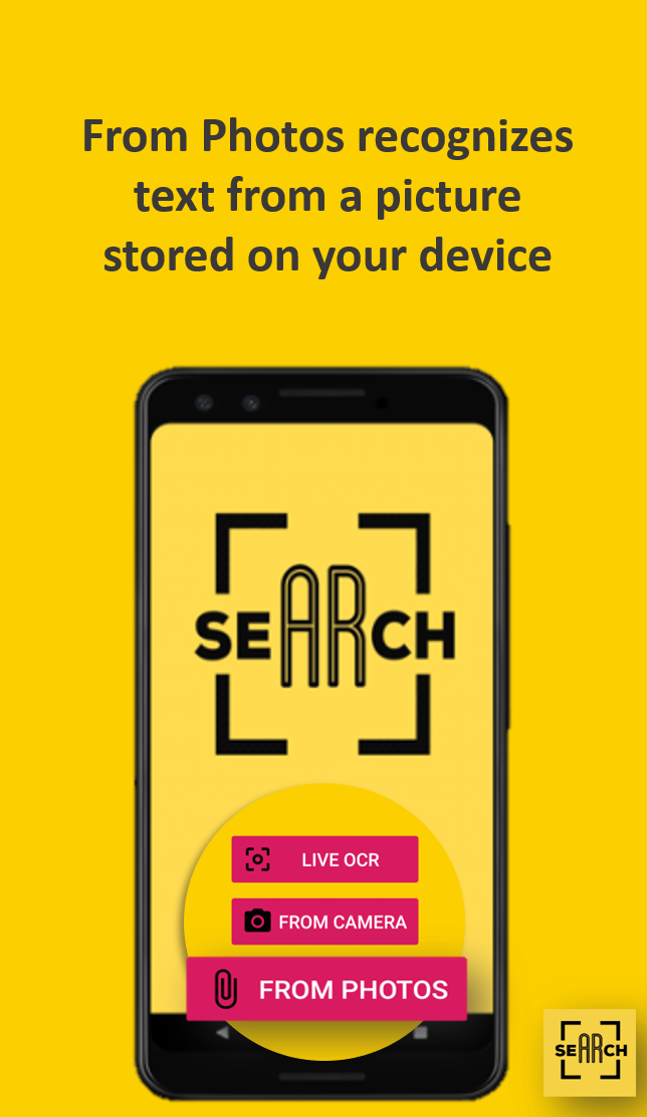 From Photos recognizes
text from a picture
stored on your device
SEARCH
LIVE OCR
FROM CAMERA
FROM PHOTOS
SEARCH